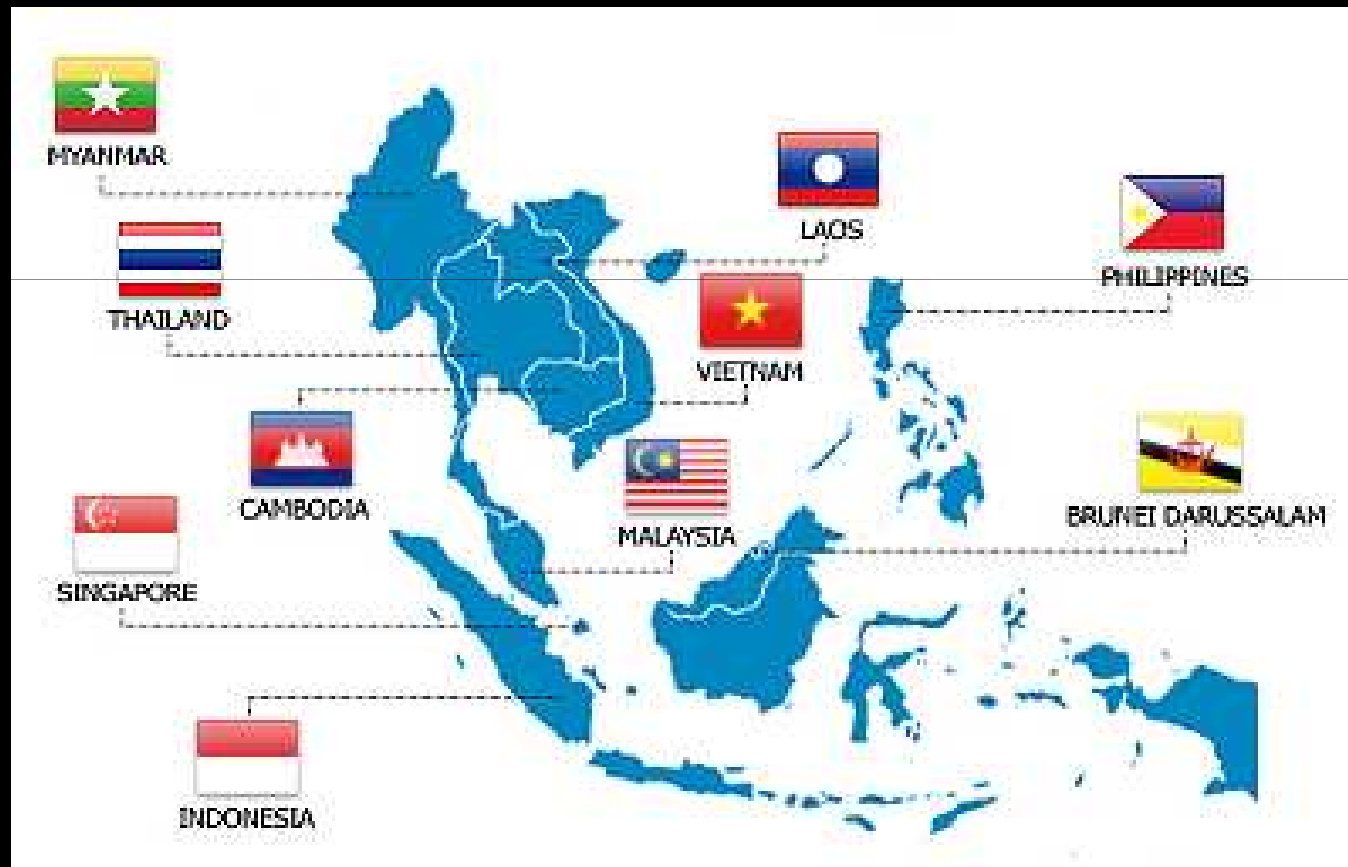 MYANMAR
LAOS
PHILIPPINES
THAILAND
VIETNAM
CAMBODIA
MALAYSIA
BRUNEI DARUSSALAM
SINGAPORE
INDONESIA